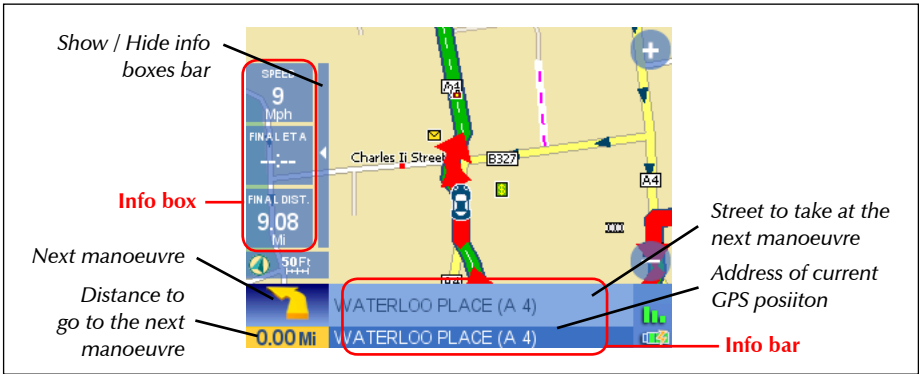 Show / Hide info
boxes bar
SPEED
9
Mph
FINAL ETA
--:--
FINAL DIST.
9.08
Mi
50Ft
Info box
Next manoeuvre
Distance to
go to the next
manoeuvre
0.00 Mi
A4
Charles Ii Street
B327
A4
$
+
−
A4
WATERLOO PLACE (A 4)
WATERLOO PLACE (A 4)
Street to take at the
next manoeuvre
Address of current
GPS posiiton
Info bar